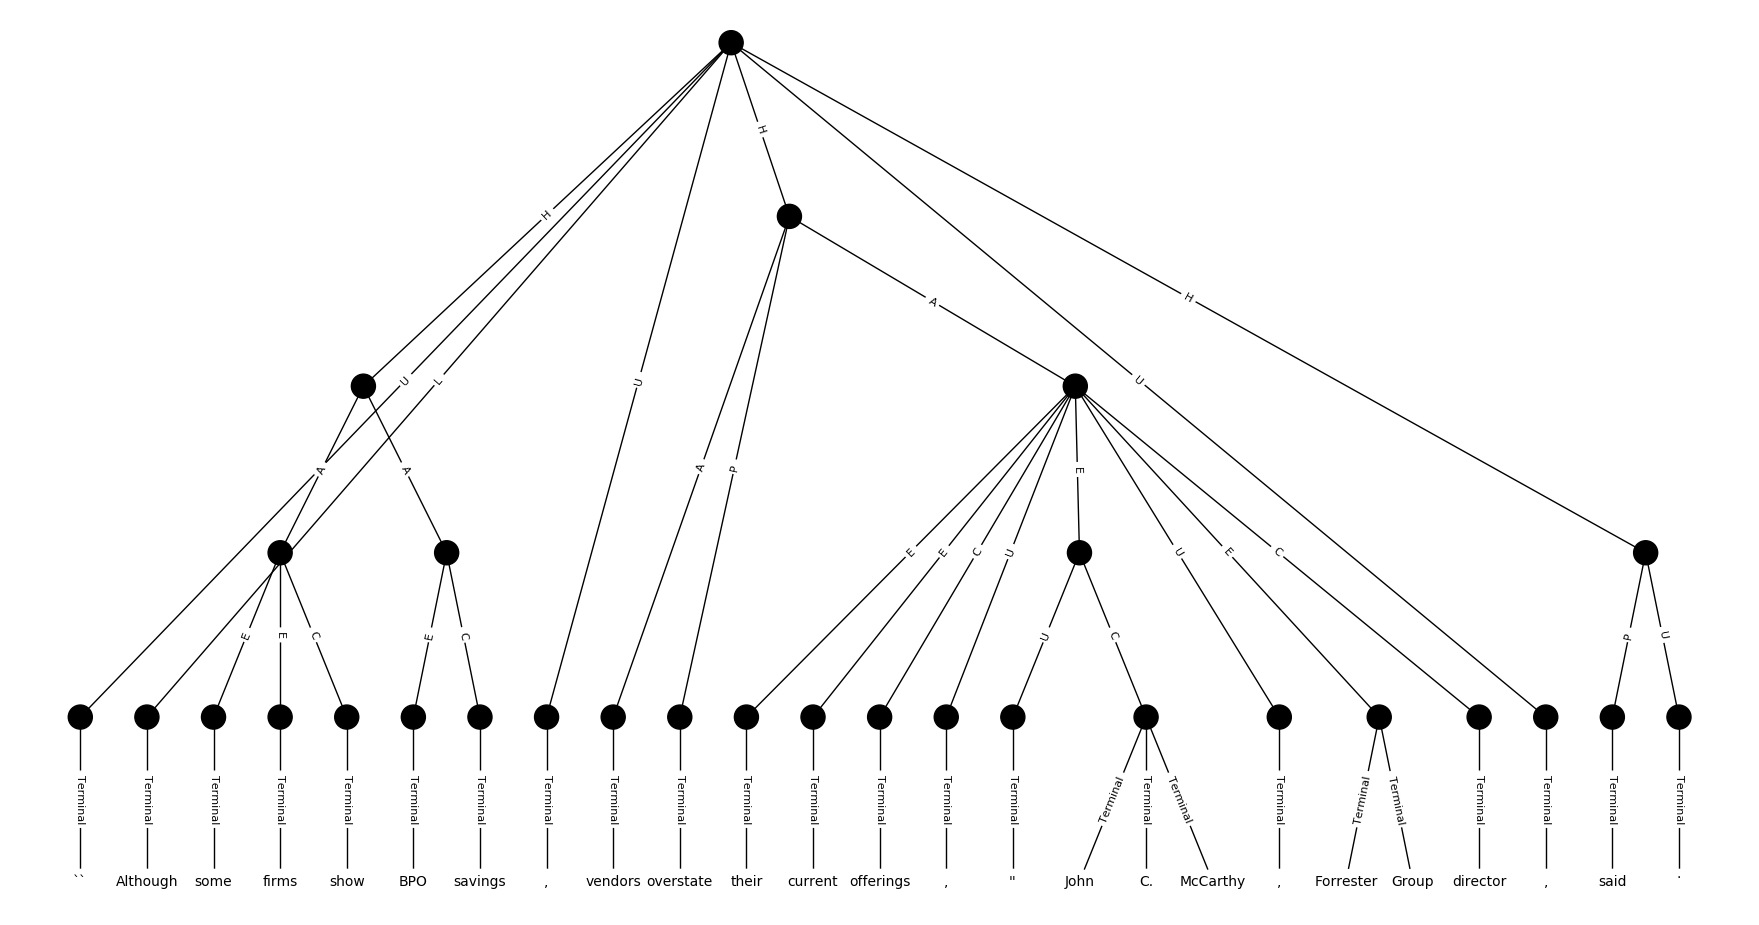 H
H
U
L
U
A
H
U
A
A
A
P
E
E
E
C
U
U
E
C
E
E
C
E
C
U
C
P
U
Terminal Terminal Terminal Terminal Terminal Terminal Terminal Terminal Terminal Terminal Terminal Terminal Terminal Terminal Terminal Terminal Terminal Terminal Terminal Terminal Terminal Terminal Terminal Terminal Terminal
`` Although some firms show BPO savings , vendors overstate their current offerings , " John C. McCarthy , Forrester Group director , said .